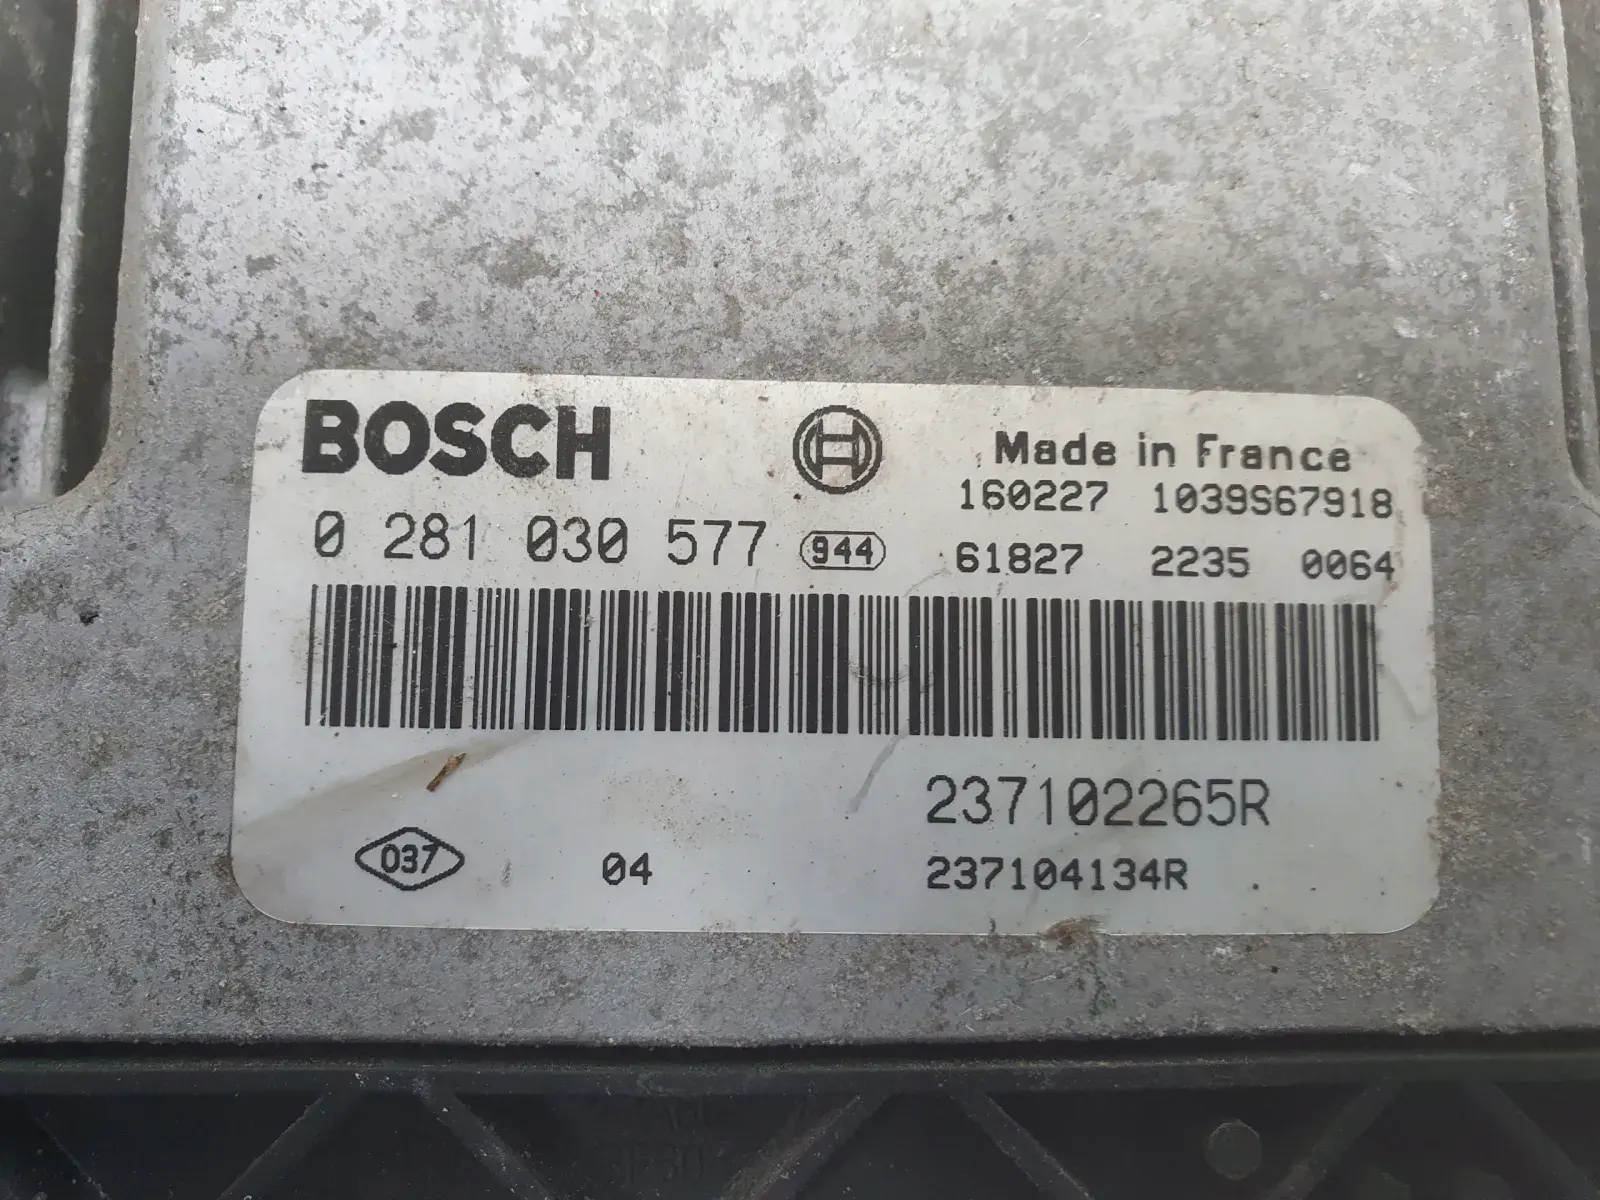 BOSCH
Made in France
160227 1039S67918
0 281 030 577 944 61827 2235 0064
237102265R
037 04 237104134R